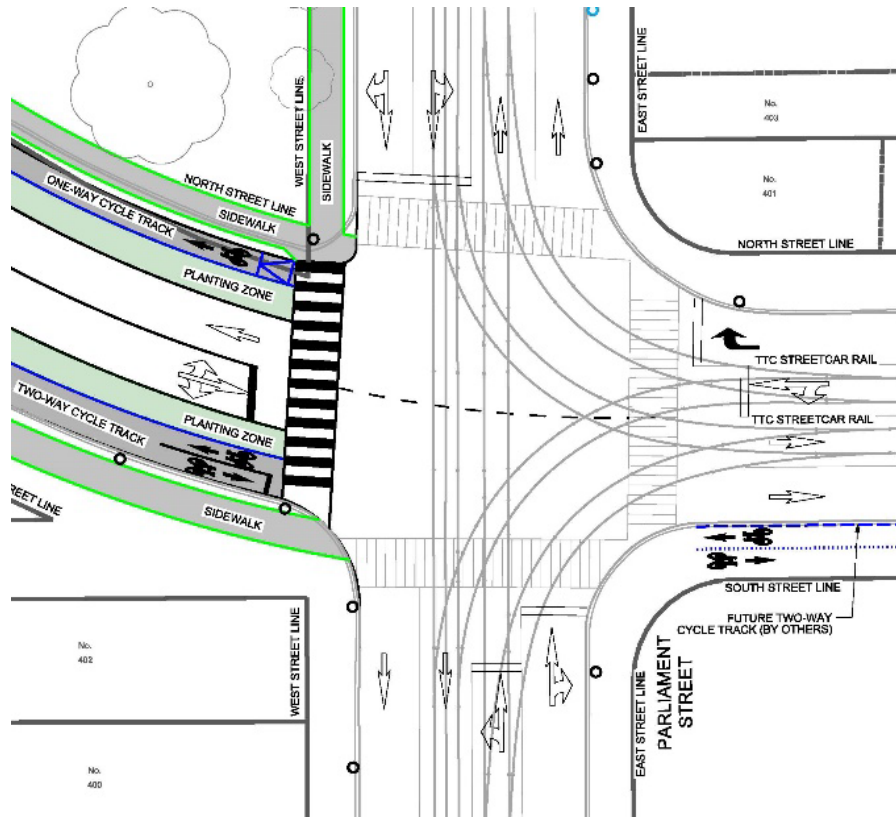 WEST STREET LINE
SIDEWALK
EAST STREET LINE
No.
403
No.
401
NORTH STREET LINE
SIDEWALK
ONE-WAY CYCLE TRACK
PLANTING ZONE
NORTH STREET LINE
TTC STREETCAR RAIL
TTC STREETCAR RAIL
PLANTING ZONE
TWO-WAY CYCLE TRACK
SIDEWALK
STREET LINE
SOUTH STREET LINE
FUTURE TWO-WAY
CYCLE TRACK (BY OTHERS)
No.
402
WEST STREET LINE
EAST STREET LINE
PARLIAMENT
STREET
No.
400